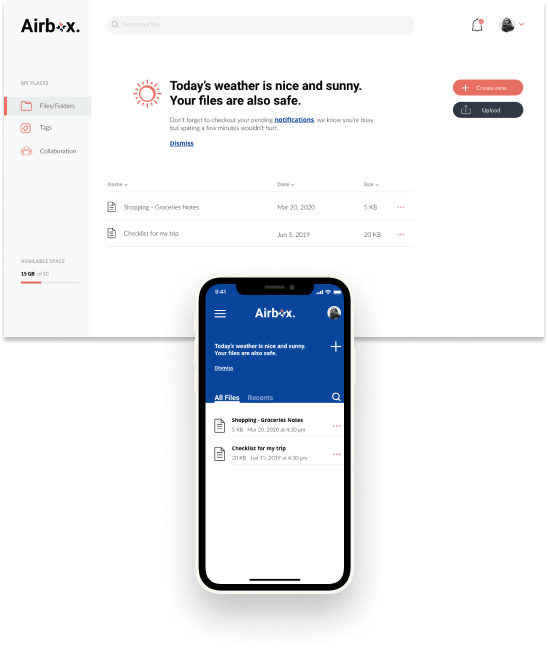 Airbox.
Search your files
MY PLACES
Files/Folders
Tags
Collaboration
AVAILABLE SPACE
15 GB of 50
Today's weather is nice and sunny.
Your files are also safe.
Don't forget to checkout your pending notifications, we know you're busy
but sparing a few minutes wouldn't hurt.
Dismiss
Create new
Upload
Name Date Size
Shopping - Groceries Notes Mar 20, 2020 5 KB
Checklist for my trip Jun 5, 2019 20 KB
9:41
Airbox.
Today's weather is nice and sunny.
Your files are also safe.
Dismiss
All Files Recents
Shopping - Groceries Notes
5 KB Mar 20, 2020 at 4:30 pm
Checklist for my trip
20 KB Jun 15, 2019 at 4:30 pm